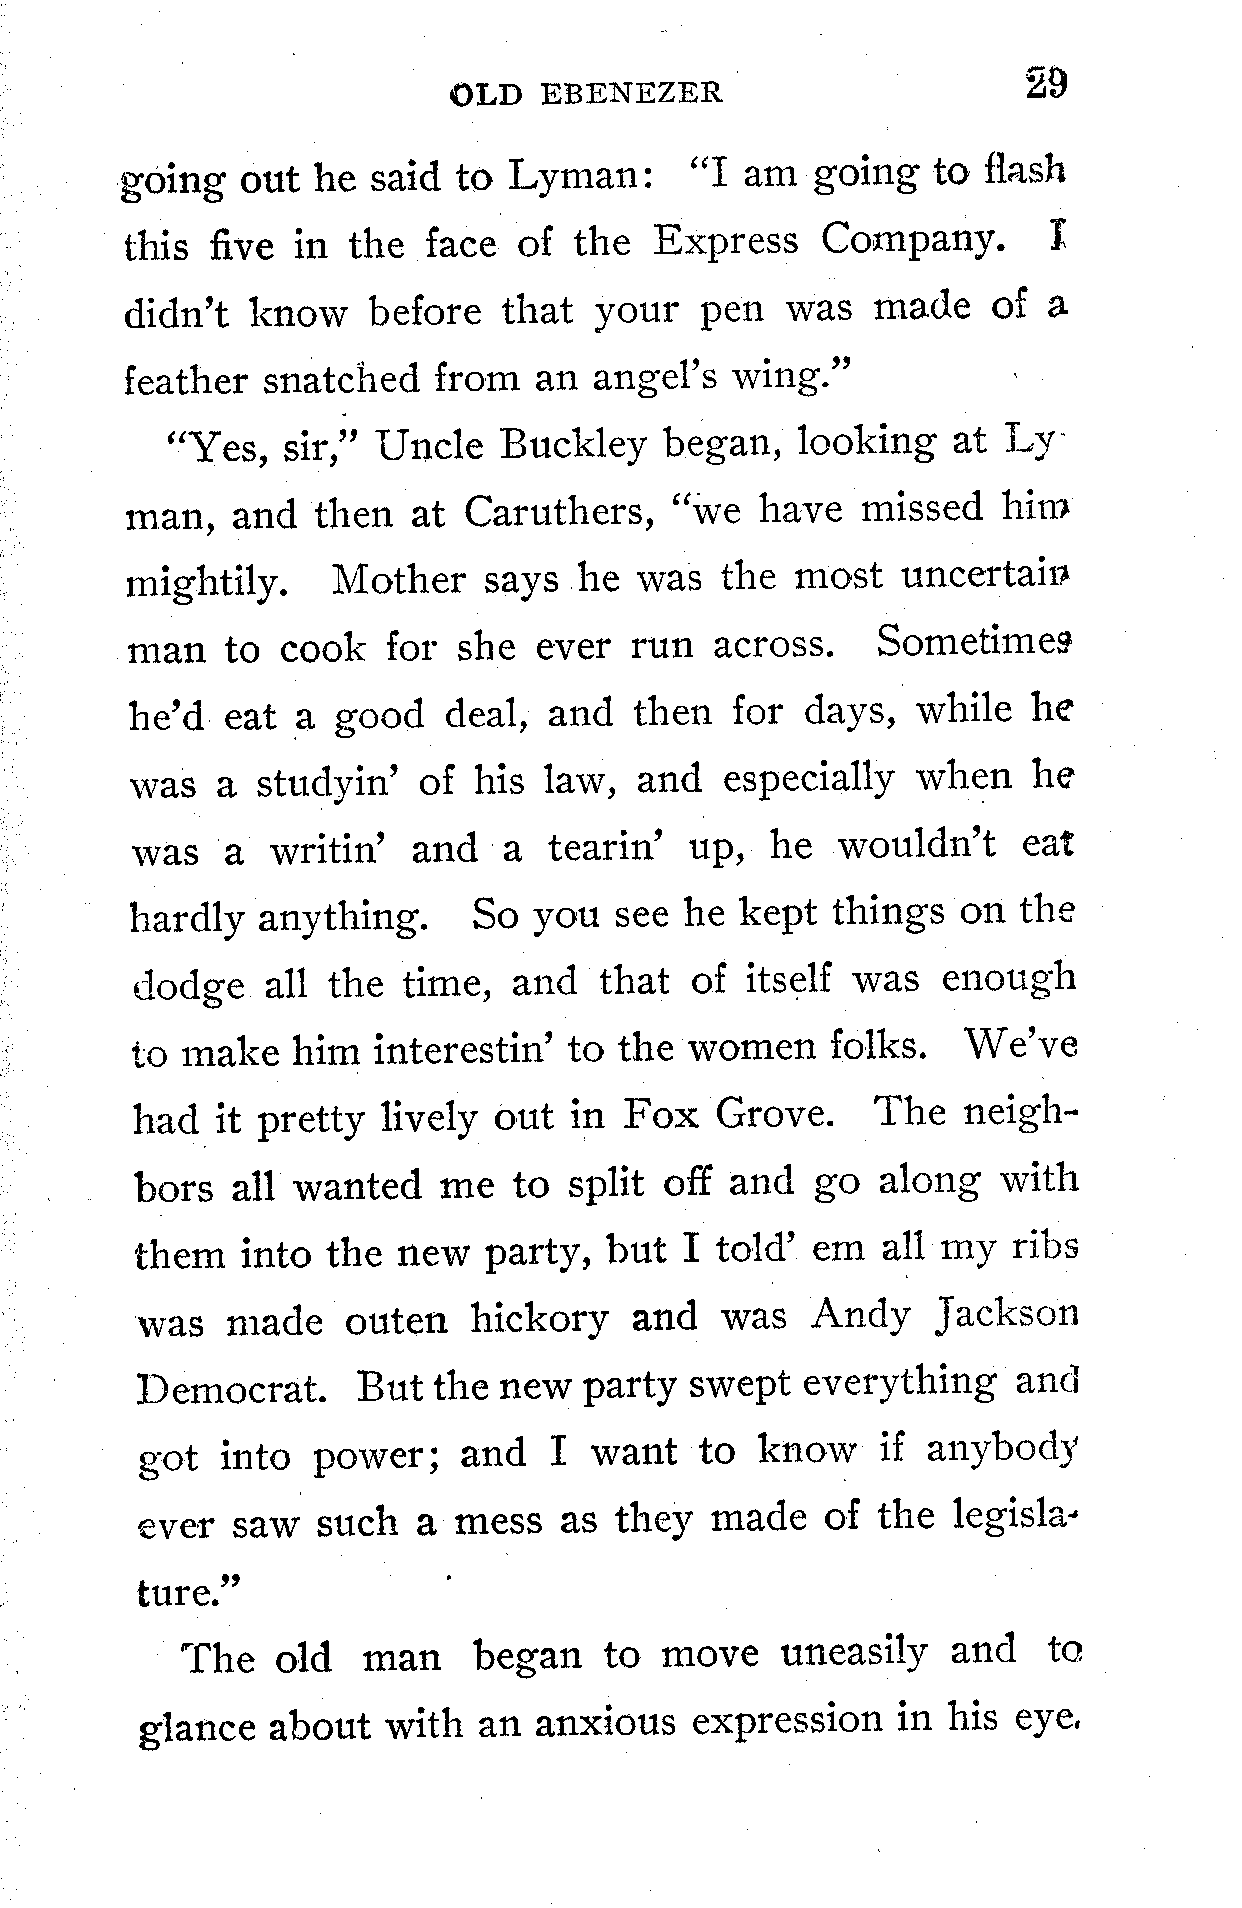 OLD EBENEZER 29
going out he said to Lyman: "I am going to flash
this five in the face of the Express Company. I
didn't know before that your pen was made of a
feather snatched from an angel's wing."
"Yes, sir," Uncle Buckley began, looking at Ly-
man, and then at Caruthers, "we have missed him
mightily. Mother says he was the most uncertain
man to cook for she ever run across. Sometimes
he'd eat a good deal, and then for days, while he
was a studyin' of his law, and especially when he
was a writin' and a tearin' up, he wouldn't eat
hardly anything. So you see he kept things on the
dodge all the time, and that of itself was enough
to make him interestin' to the women folks. We've
had it pretty lively out in Fox Grove. The neigh-
bors all wanted me to split off and go along with
them into the new party, but I told' em all my ribs
was made outen hickory and was Andy Jackson
Democrat. But the new party swept everything and
got into power; and I want to know if anybody
ever saw such a mess as they made of the legisla-
ture."
The old man began to move uneasily and to
glance about with an anxious expression in his eye.